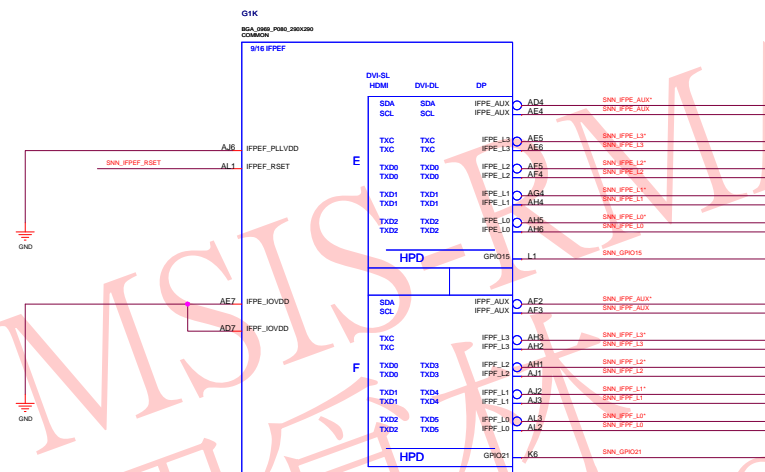 G1K
BGA_0969_P080_290X290
COMMON
9/16 IFPEF
DVI-SL
HDMI DVI-DL DP
SDA SDA IFPE_AUX AD4 SNN_IFPE_AUX*
SCL SCL IFPE_AUX AE4 SNN_IFPE_AUX
TXC TXC IFPE_L3 AE5 SNN_IFPE_L3*
TXC TXC IFPE_L3 AE6 SNN_IFPE_L3
AJ6 IFPEF_PLLVDD
SNN_IFPEF_RSET AL1 IFPEF_RSET
E
TXD0 TXD0 IFPE_L2 AF5 SNN_IFPE_L2*
TXD0 TXD0 IFPE_L2 AF4 SNN_IFPE_L2
TXD1 TXD1 IFPE_L1 AG4 SNN_IFPE_L1*
TXD1 TXD1 IFPE_L1 AH4 SNN_IFPE_L1
TXD2 TXD2 IFPE_L0 AH5 SNN_IFPE_L0*
TXD2 TXD2 IFPE_L0 AH6 SNN_IFPE_L0
GND
HPD GPIO15 L1 SNN_GPIO15
AE7 IFPE_IOVDD
SDA IFPF_AUX AF2 SNN_IFPF_AUX*
SCL IFPF_AUX AF3 SNN_IFPF_AUX
AD7 IFPF_IOVDD
TXC IFPF_L3 AH3 SNN_IFPF_L3*
TXC IFPF_L3 AH2 SNN_IFPF_L3
F
TXD0 TXD3 IFPF_L2 AH1 SNN_IFPF_L2*
TXD0 TXD3 IFPF_L2 AJ1 SNN_IFPF_L2
TXD1 TXD4 IFPF_L1 AJ2 SNN_IFPF_L1*
TXD1 TXD4 IFPF_L1 AJ3 SNN_IFPF_L1
GND
TXD2 TXD5 IFPF_L0 AL3 SNN_IFPF_L0*
TXD2 TXD5 IFPF_L0 AL2 SNN_IFPF_L0
HPD GPIO21 K6 SNN_GPIO21
MSIS-RMA